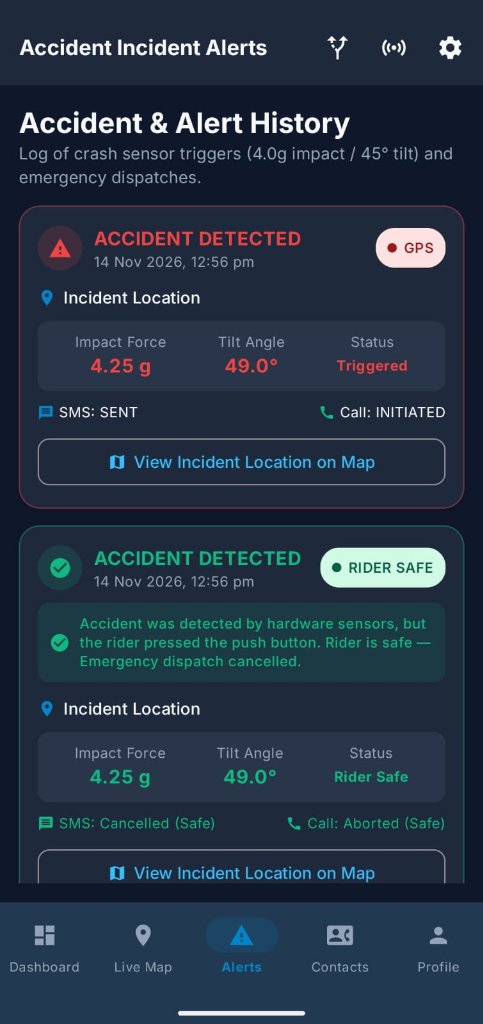 Accident Incident Alerts
Accident & Alert History
Log of crash sensor triggers (4.0g impact / 45° tilt) and
emergency dispatches.
ACCIDENT DETECTED
14 Nov 2026, 12:56 pm
GPS
Incident Location
Impact Force
Tilt Angle
Status
4.25 g
49.0°
Triggered
SMS: SENT
Call: INITIATED
View Incident Location on Map
ACCIDENT DETECTED
14 Nov 2026, 12:56 pm
RIDER SAFE
Accident was detected by hardware sensors, but
the rider pressed the push button. Rider is safe —
Emergency dispatch cancelled.
Incident Location
Impact Force
Tilt Angle
Status
4.25 g
49.0°
Rider Safe
SMS: Cancelled (Safe)
Call: Aborted (Safe)
View Incident Location on Map
Dashboard
Live Map
Alerts
Contacts
Profile